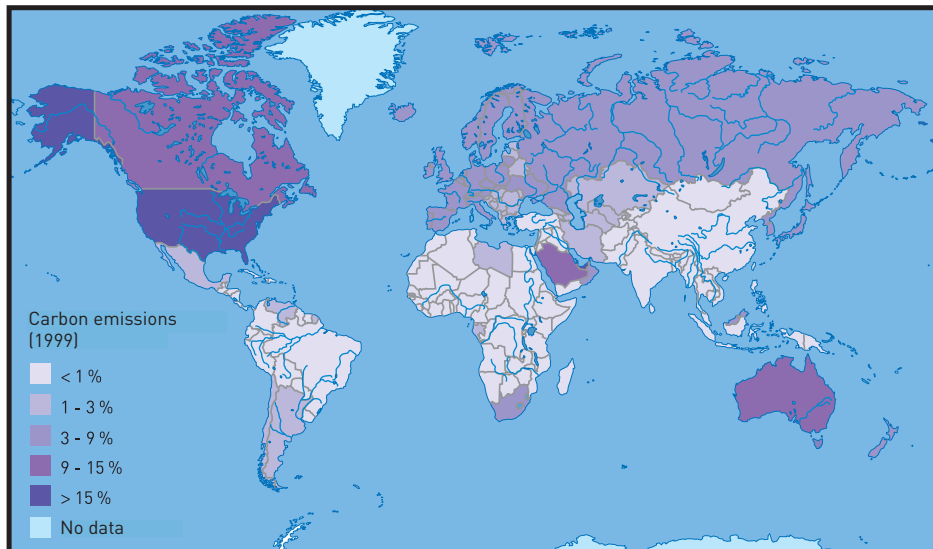 Carbon emissions
(1999)
< 1 %
1 - 3 %
3 - 9 %
9 - 15 %
> 15 %
No data